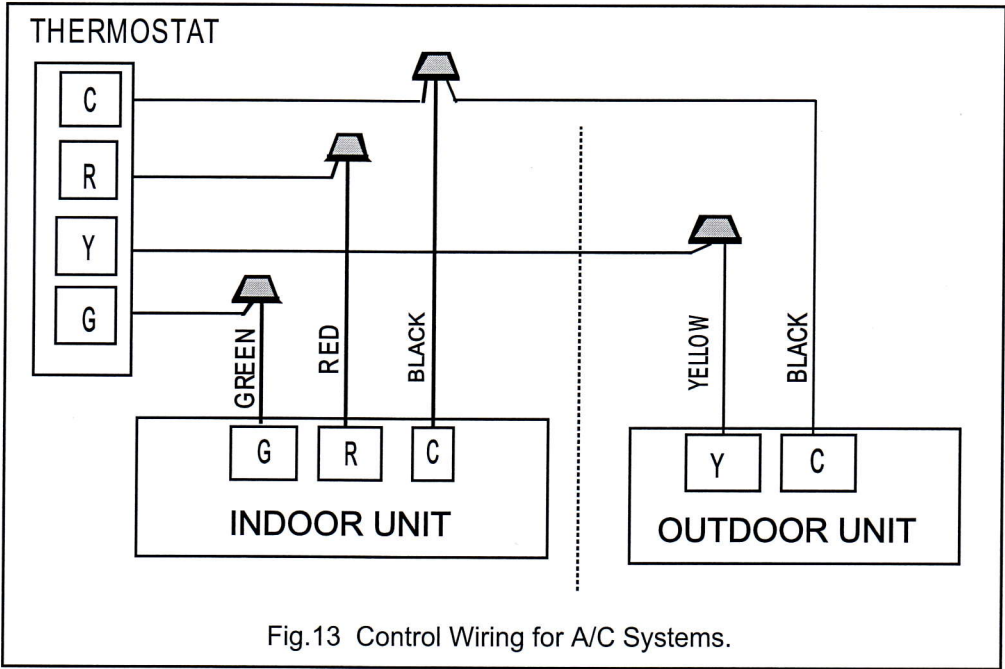 THERMOSTAT
C
R
Y
G
GREEN
RED
BLACK
YELLOW
BLACK
G R C
INDOOR UNIT
Y C
OUTDOOR UNIT
Fig.13 Control Wiring for A/C Systems.